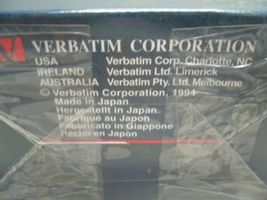 VERBATIM CORPORATION
USA Verbatim Corp. Charlotte, NC
IRELAND Verbatim Ltd. Limerick
AUSTRALIA Verbatim Pty. Ltd. Melbourne
© Verbatim Corporation, 1994
Made in Japan
Hergestellt in Japan
Fabriqué au Japon
Fabbricato in Giappone
Hecho en Japón